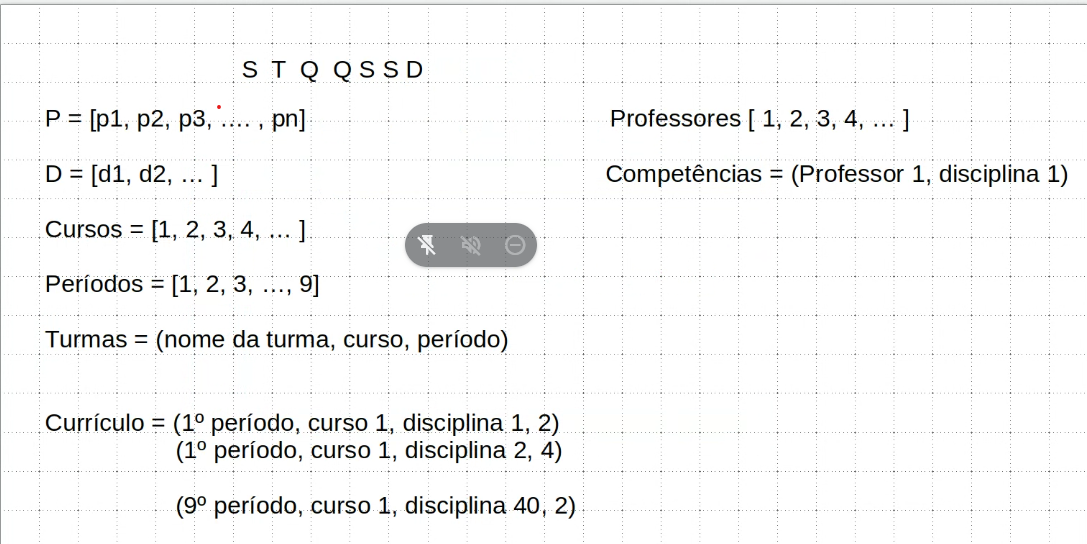 S T Q Q S S D
P = [p1, p2, p3, …. , pn]
Professores [ 1, 2, 3, 4, … ]
D = [d1, d2, … ]
Competências = (Professor 1, disciplina 1)
Cursos = [1, 2, 3, 4, … ]
Períodos = [1, 2, 3, …, 9]
Turmas = (nome da turma, curso, período)
Currículo = (1º período, curso 1, disciplina 1, 2)
(1º período, curso 1, disciplina 2, 4)
(9º período, curso 1, disciplina 40, 2)